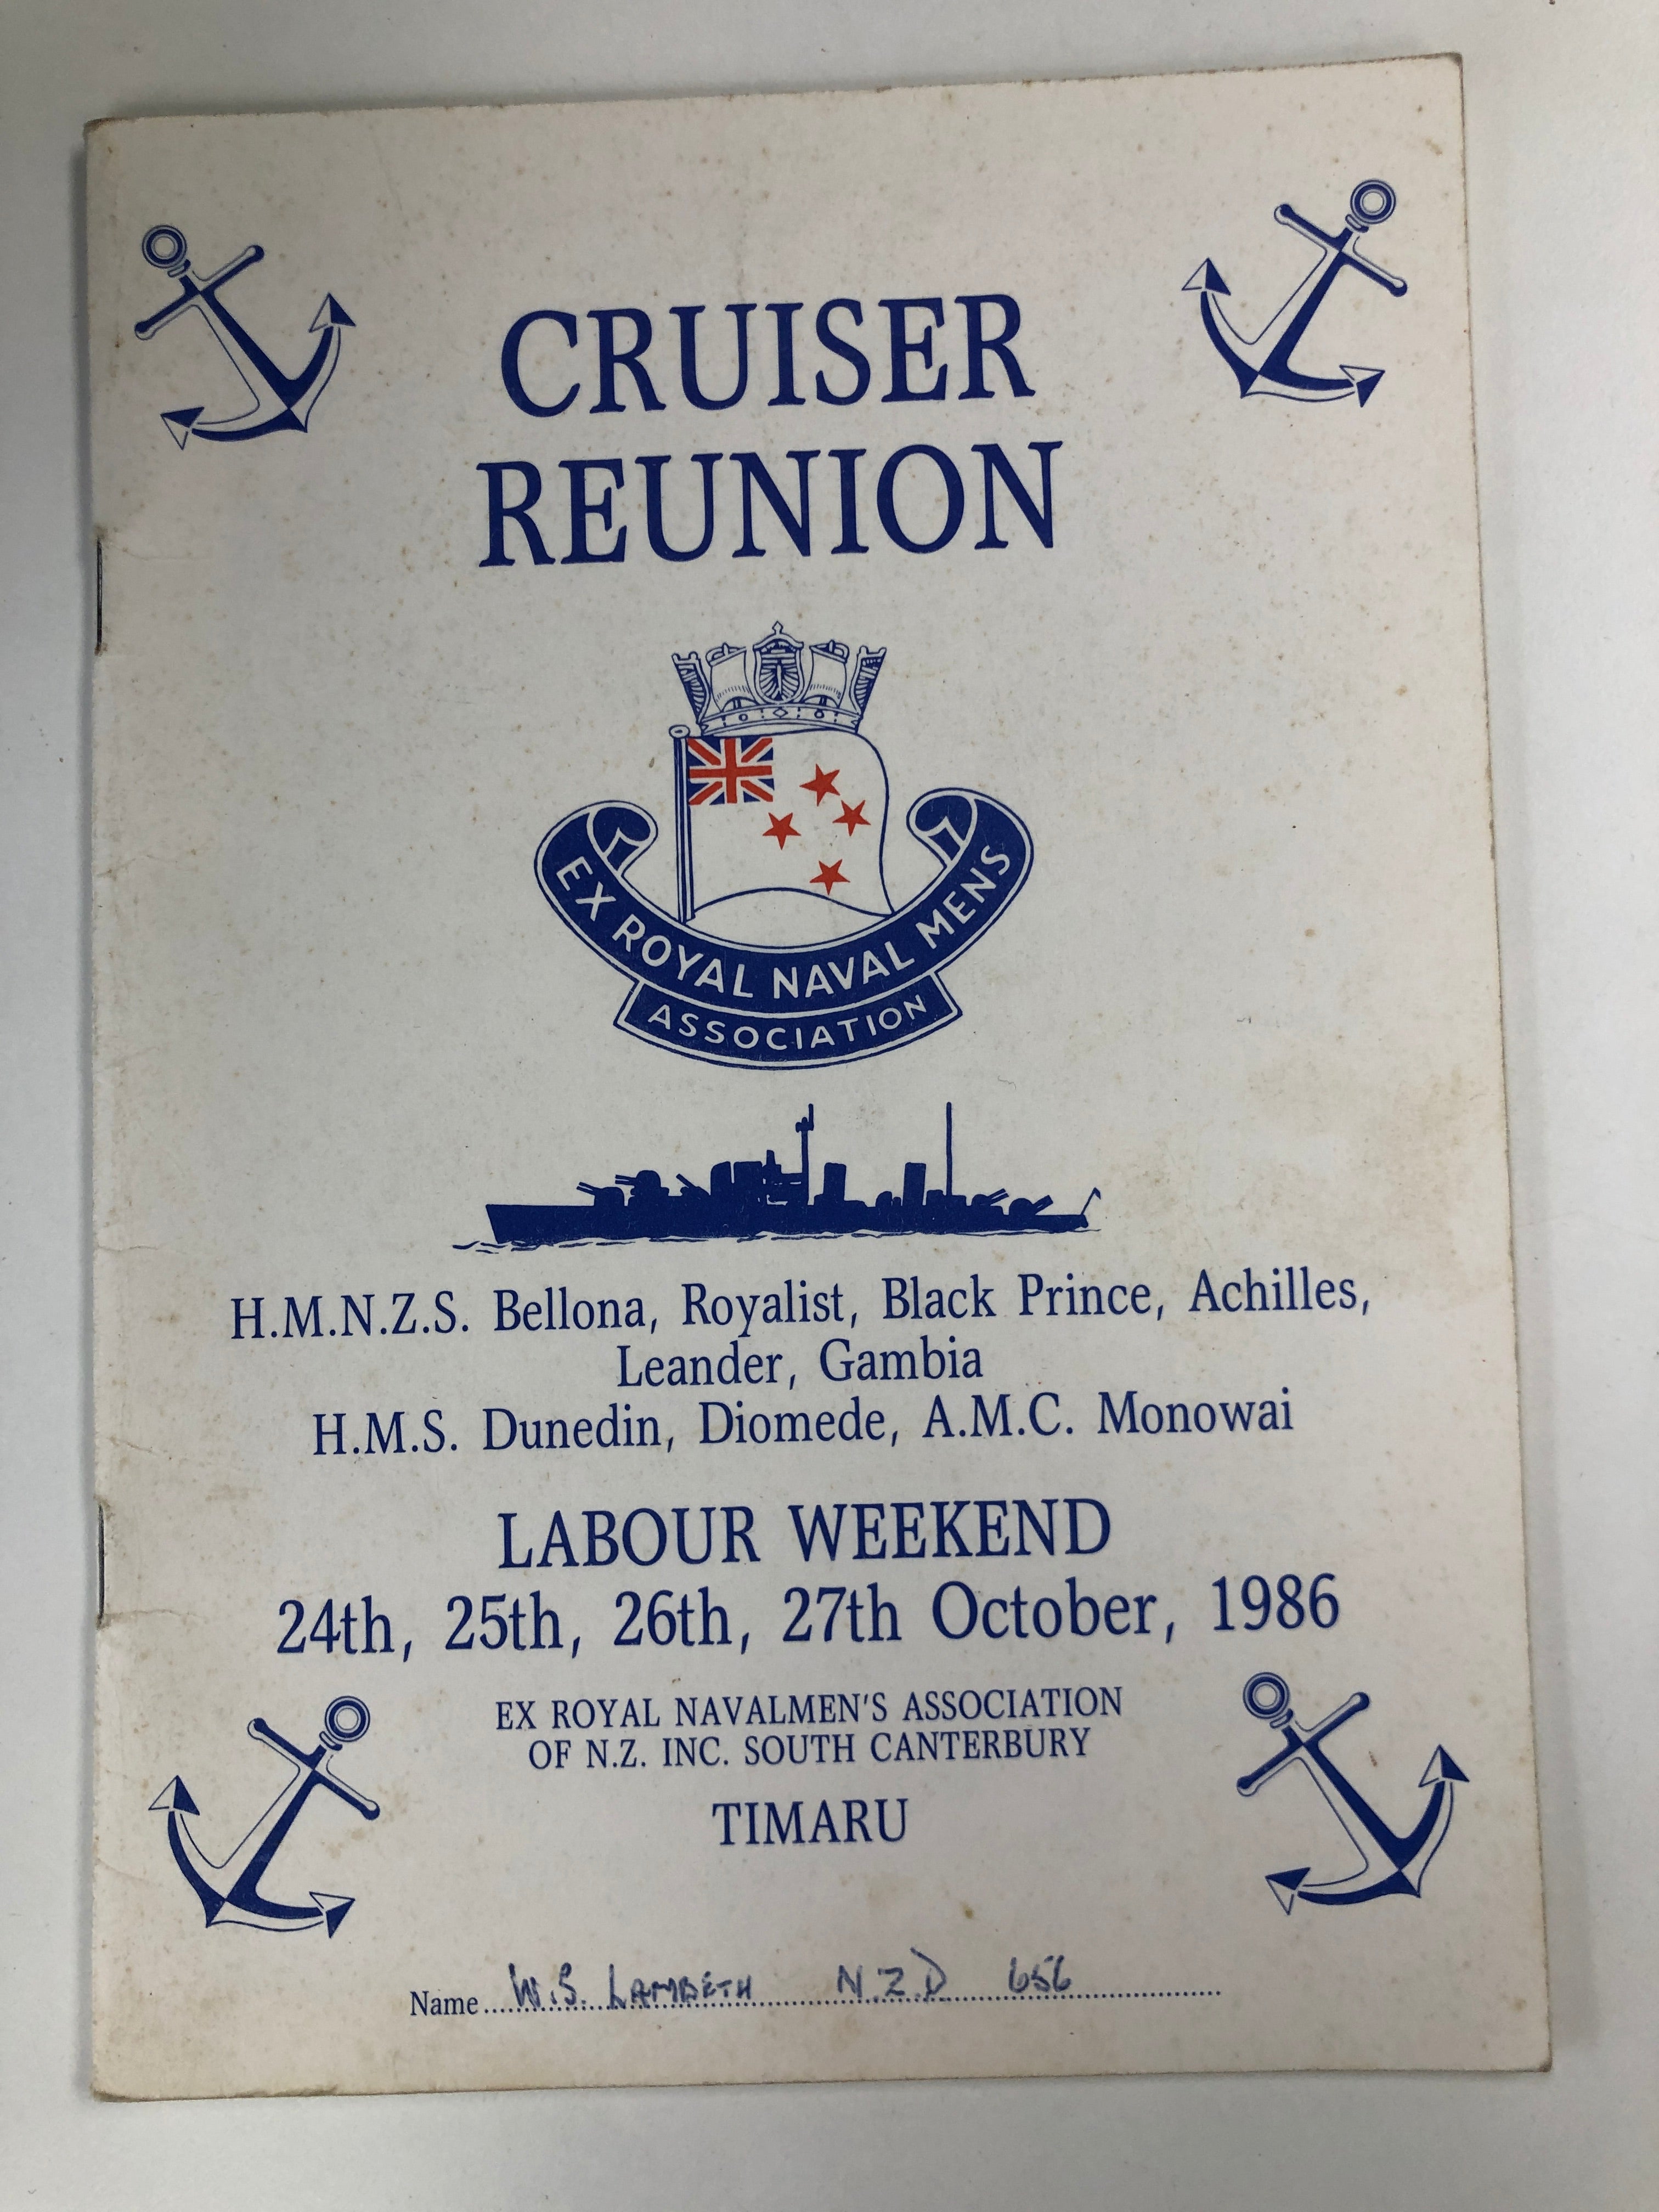 CRUISER
REUNION
EX ROYAL NAVAL MENS
ASSOCIATION
H.M.N.Z.S. Bellona, Royalist, Black Prince, Achilles,
Leander, Gambia
H.M.S. Dunedin, Diomede, A.M.C. Monowai
LABOUR WEEKEND
24th, 25th, 26th, 27th October, 1986
EX ROYAL NAVALMEN'S ASSOCIATION
OF N.Z. INC. SOUTH CANTERBURY
TIMARU
Name W.S. LAMBETH N.Z.D 656